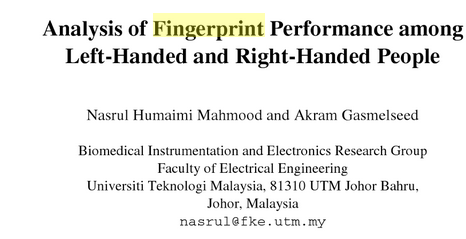 Analysis of Fingerprint Performance among
Left-Handed and Right-Handed People
Nasrul Humaimi Mahmood and Akram Gasmelseed
Biomedical Instrumentation and Electronics Research Group
Faculty of Electrical Engineering
Universiti Teknologi Malaysia, 81310 UTM Johor Bahru,
Johor, Malaysia
nasrul@fke.utm.my